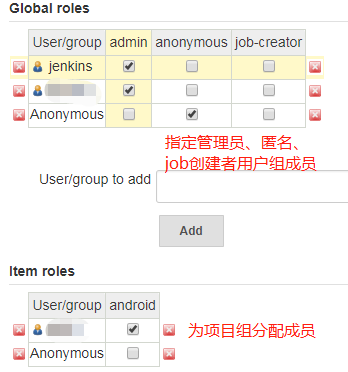 Global roles
User/group admin anonymous job-creator
jenkins
Anonymous
指定管理员、匿名、
job创建者用户组成员
User/group to add
Add
Item roles
User/group android
为项目组分配成员
Anonymous